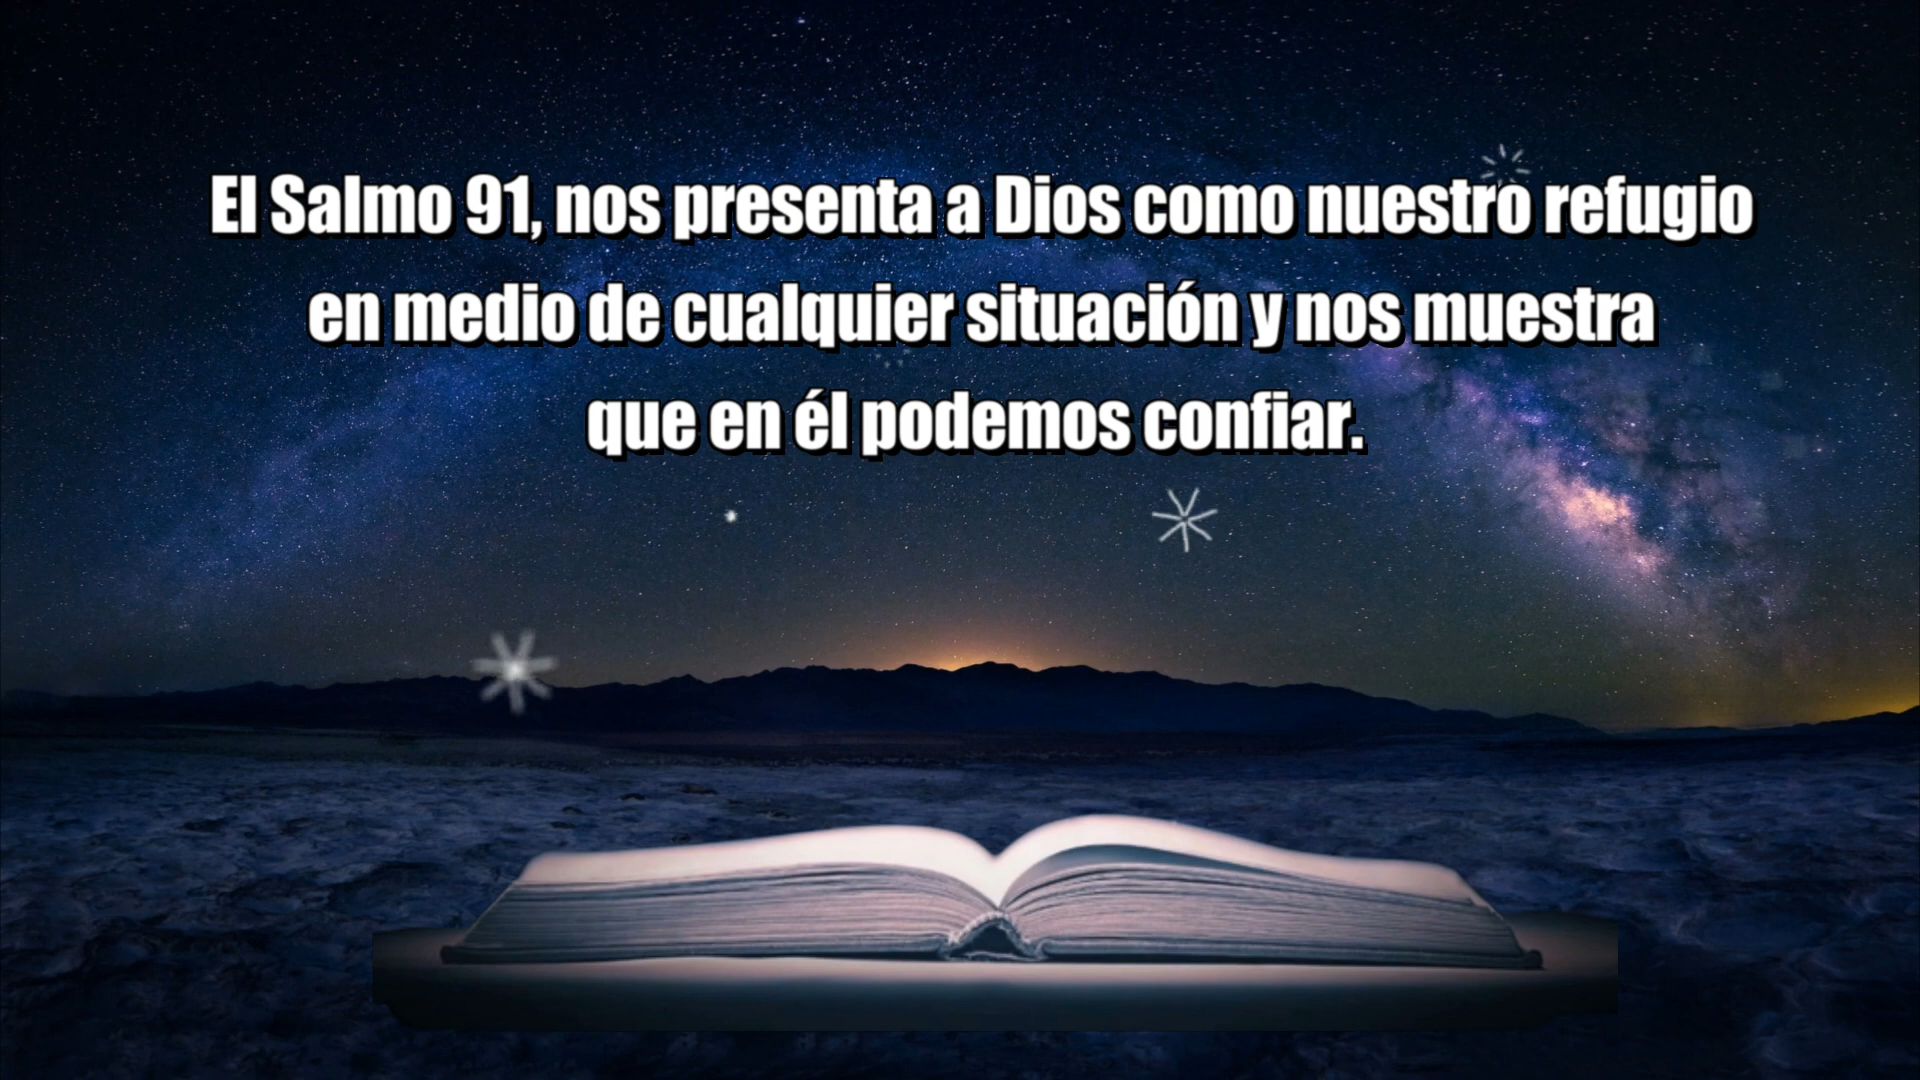 El Salmo 91, nos presenta a Dios como nuestro refugio
en medio de cualquier situación y nos muestra
que en él podemos confiar.